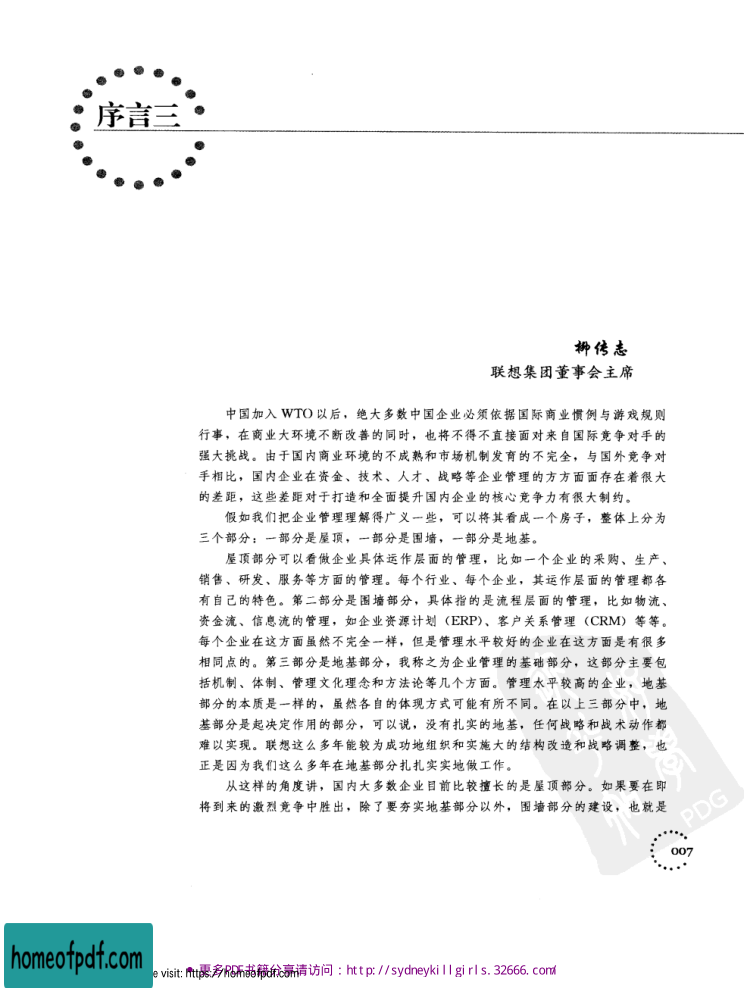 序言三
柳传志
联想集团董事会主席
中国加入 WTO 以后，绝大多数中国企业必须依据国际商业惯例与游戏规则
行事，在商业大环境不断改善的同时，也将不得不直接面对来自国际竞争对手的
强大挑战。由于国内商业环境的不成熟和市场机制发育的不完全，与国外竞争对
手相比，国内企业在资金、技术、人才、战略等企业管理的方方面面存在着很大
的差距，这些差距对于打造和全面提升国内企业的核心竞争力有很大制约。
假如我们把企业管理理解得广义一些，可以将其看成一个房子，整体上分为
三个部分：一部分是屋顶，一部分是围墙，一部分是地基。
屋顶部分可以看做企业具体运作层面的管理，比如一个企业的采购、生产、
销售、研发、服务等方面的管理。每个行业、每个企业，其运作层面的管理都各
有自己的特色。第二部分是围墙部分，具体指的是流程层面的管理，比如物流、
资金流、信息流的管理，如企业资源计划（ERP）、客户关系管理（CRM）等等。
每个企业在这方面虽然不完全一样，但是管理水平较好的企业在这方面是有很多
相同点的。第三部分是地基部分，我称之为企业管理的基础部分，这部分主要包
括机制、体制、管理文化理念和方法论等几个方面。管理水平较高的企业，地基
部分的本质是一样的，虽然各自的体现方式可能有所不同。在以上三部分中，地
基部分是起决定作用的部分，可以说，没有扎实的地基，任何战略和战术动作都
难以实现。联想这么多年能较为成功地组织和实施大的结构改造和战略调整，也
正是因为我们这么多年在地基部分扎扎实实地做工作。
从这样的角度讲，国内大多数企业目前比较擅长的是屋顶部分。如果要在即
将到来的激烈竞争中胜出，除了要夯实地基部分以外，围墙部分的建设，也就是
PDG
007
homeofpdf.com
e visit: https://homeofpdf.com
更多PDF书籍分享请访问：http://sydneykillgirls.32666.com/